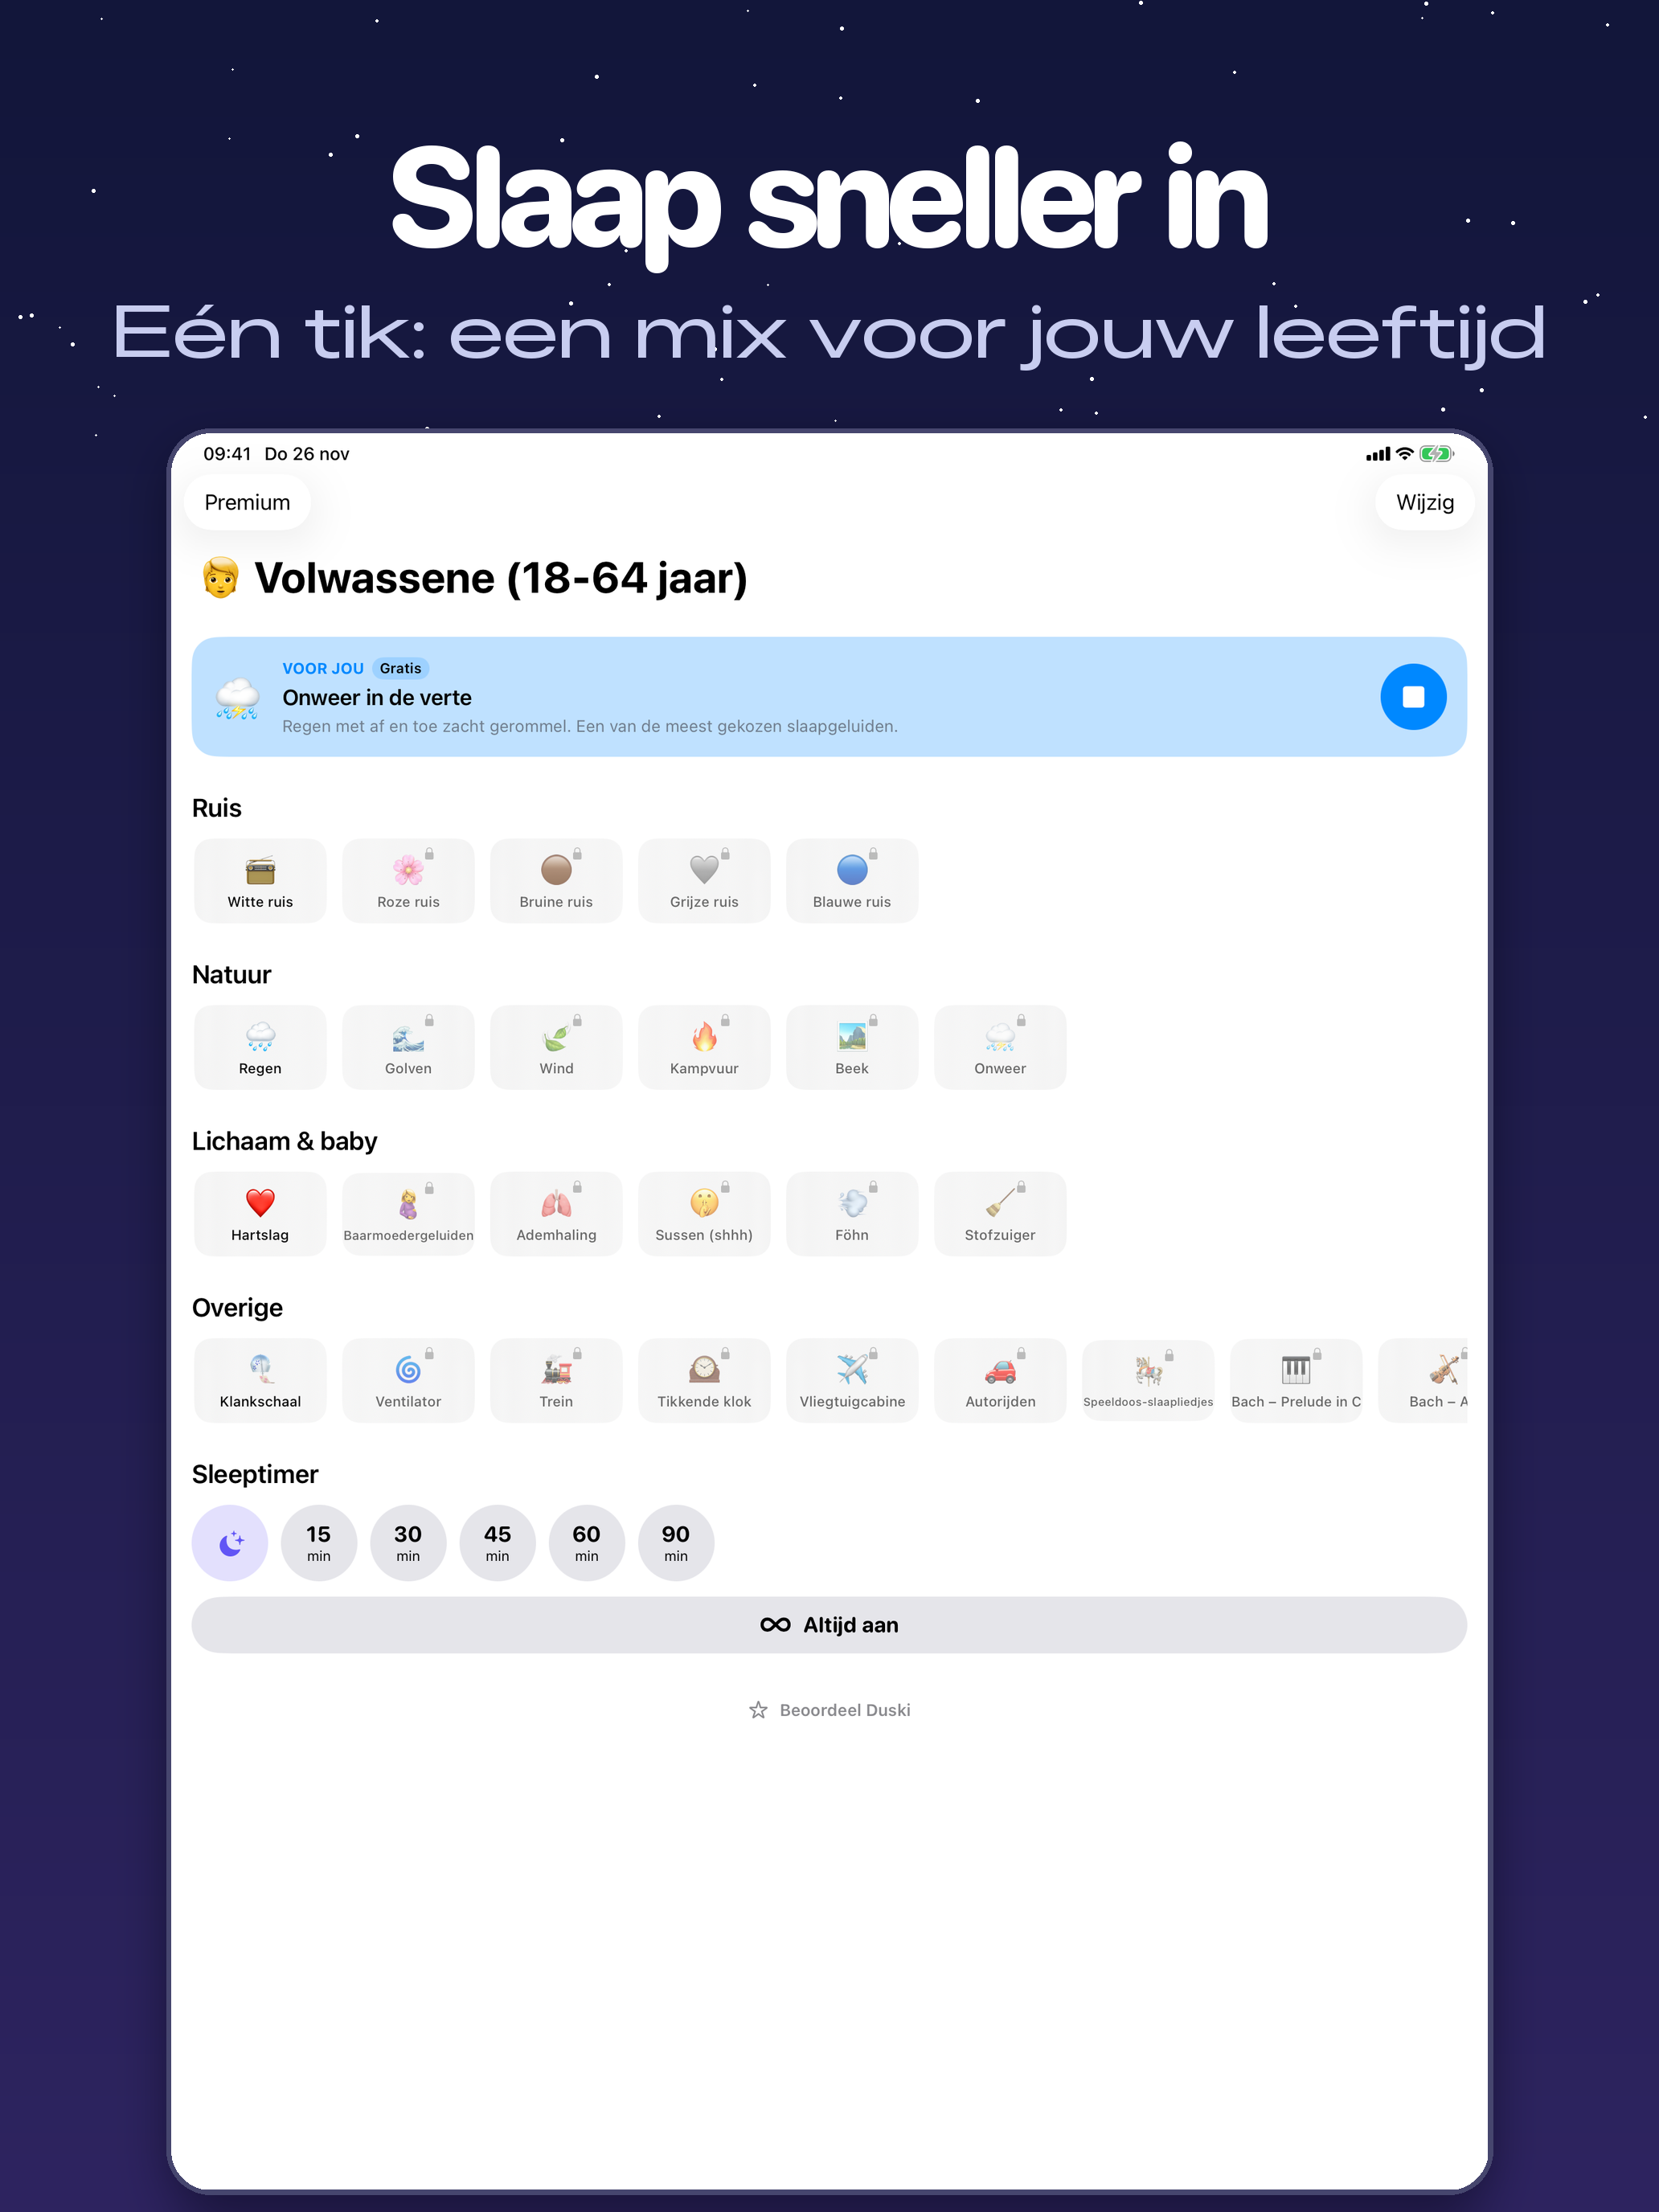 Slaap sneller in
Eén tik: een mix voor jouw leeftijd
09:41 Do 26 nov
Premium
Wijzig
Volwassene (18-64 jaar)
VOOR JOU Gratis
Onweer in de verte
Regen met af en toe zacht gerommel. Een van de meest gekozen slaapgeluiden.
Ruis
Witte ruis
Roze ruis
Bruine ruis
Grijze ruis
Blauwe ruis
Natuur
Regen
Golven
Wind
Kampvuur
Beek
Onweer
Lichaam & baby
Hartslag
Baarmoedergeluiden
Ademhaling
Sussen (shhh)
Föhn
Stofzuiger
Overige
Klankschaal
Ventilator
Trein
Tikkende klok
Vliegtuigcabine
Autorijden
Speeldoos-slaapliedjes
Bach – Prelude in C
Bach – A
Sleeptimer
15 min
30 min
45 min
60 min
90 min
Altijd aan
Beoordeel Duski